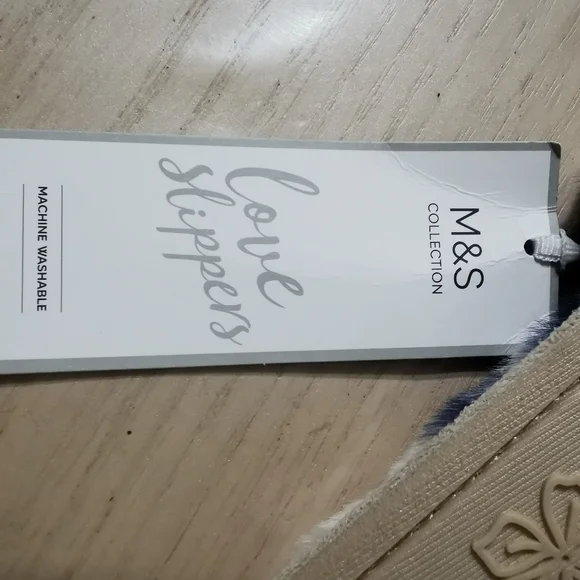 M&S
COLLECTION
love
slippers
MACHINE WASHABLE